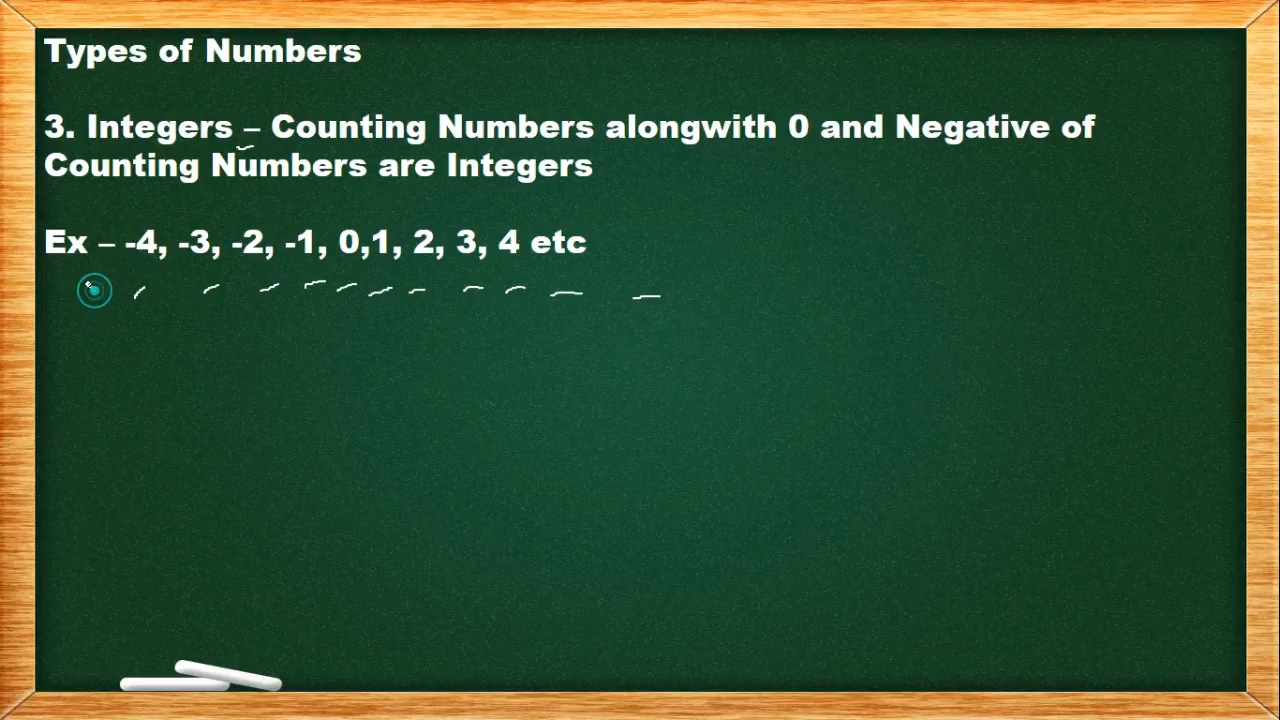 Types of Numbers
3. Integers – Counting Numbers alongwith 0 and Negative of
Counting Numbers are Integers
Ex – -4, -3, -2, -1, 0,1, 2, 3, 4 etc